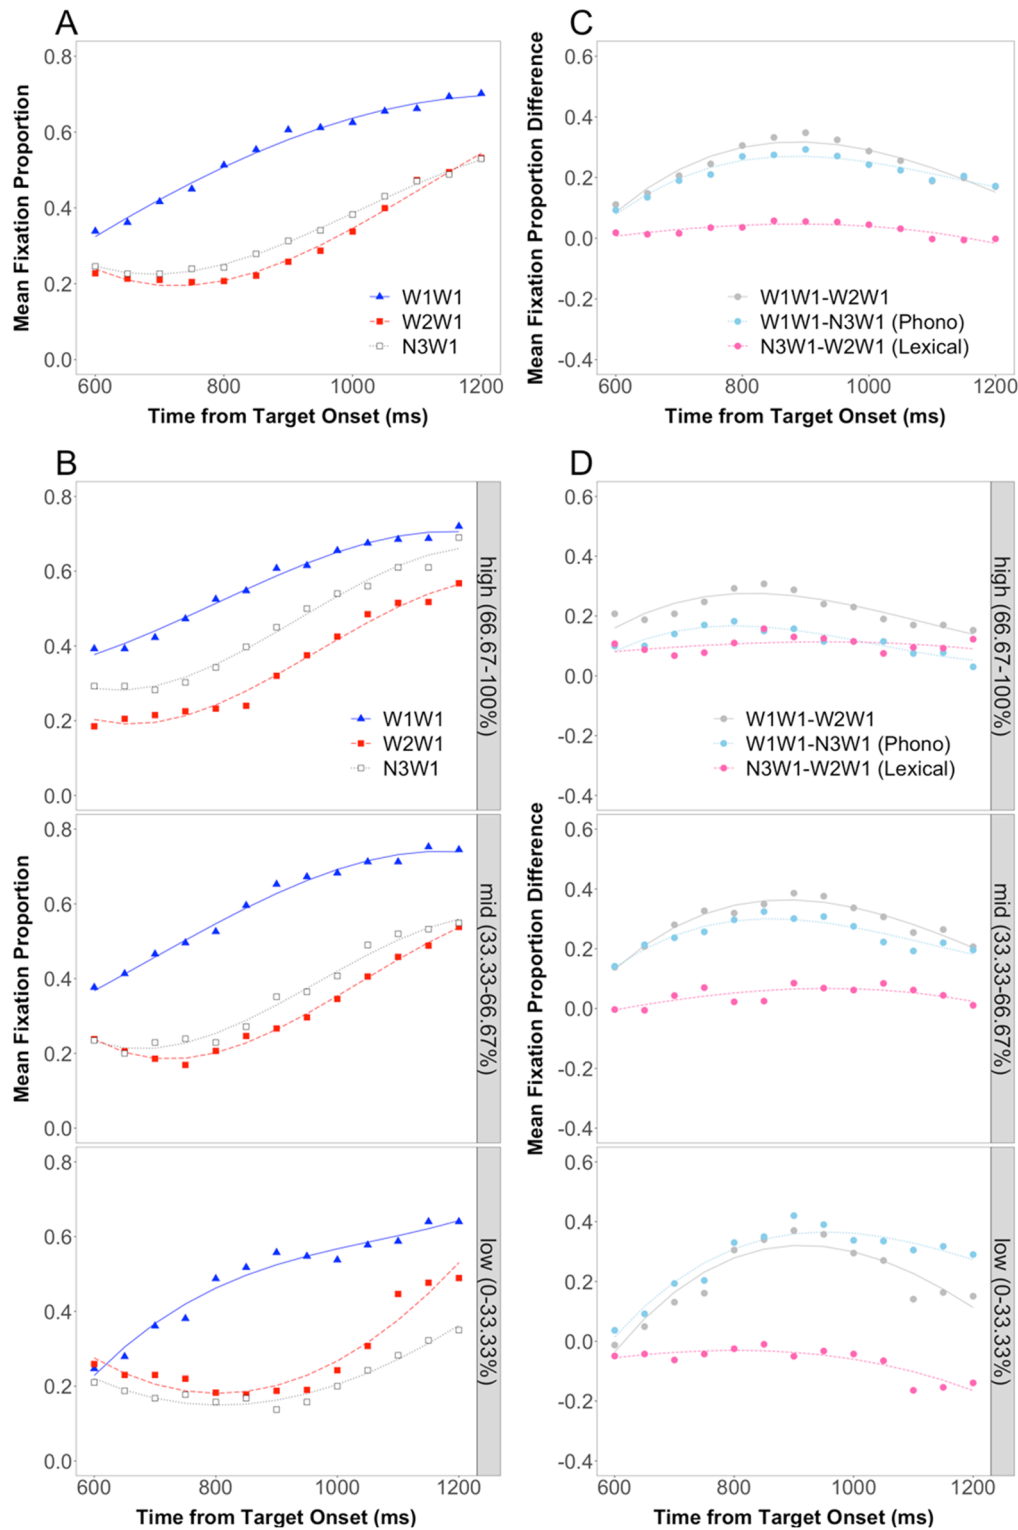 A
Mean Fixation Proportion
0.8
0.6
0.4
0.2
0.0
W1W1
W2W1
N3W1
600
800
1000
1200
Time from Target Onset (ms)
C
Mean Fixation Proportion Difference
0.6
0.4
0.2
0.0
-0.2
-0.4
W1W1-W2W1
W1W1-N3W1 (Phono)
N3W1-W2W1 (Lexical)
600
800
1000
1200
Time from Target Onset (ms)
B
Mean Fixation Proportion
0.8
0.6
0.4
0.2
0.0
W1W1
W2W1
N3W1
high (66.67-100%)
0.8
0.6
0.4
0.2
0.0
mid (33.33-66.67%)
0.8
0.6
0.4
0.2
0.0
low (0-33.33%)
600
800
1000
1200
Time from Target Onset (ms)
D
Mean Fixation Proportion Difference
0.6
0.4
0.2
0.0
-0.2
-0.4
W1W1-W2W1
W1W1-N3W1 (Phono)
N3W1-W2W1 (Lexical)
high (66.67-100%)
0.6
0.4
0.2
0.0
-0.2
-0.4
mid (33.33-66.67%)
0.6
0.4
0.2
0.0
-0.2
-0.4
low (0-33.33%)
600
800
1000
1200
Time from Target Onset (ms)